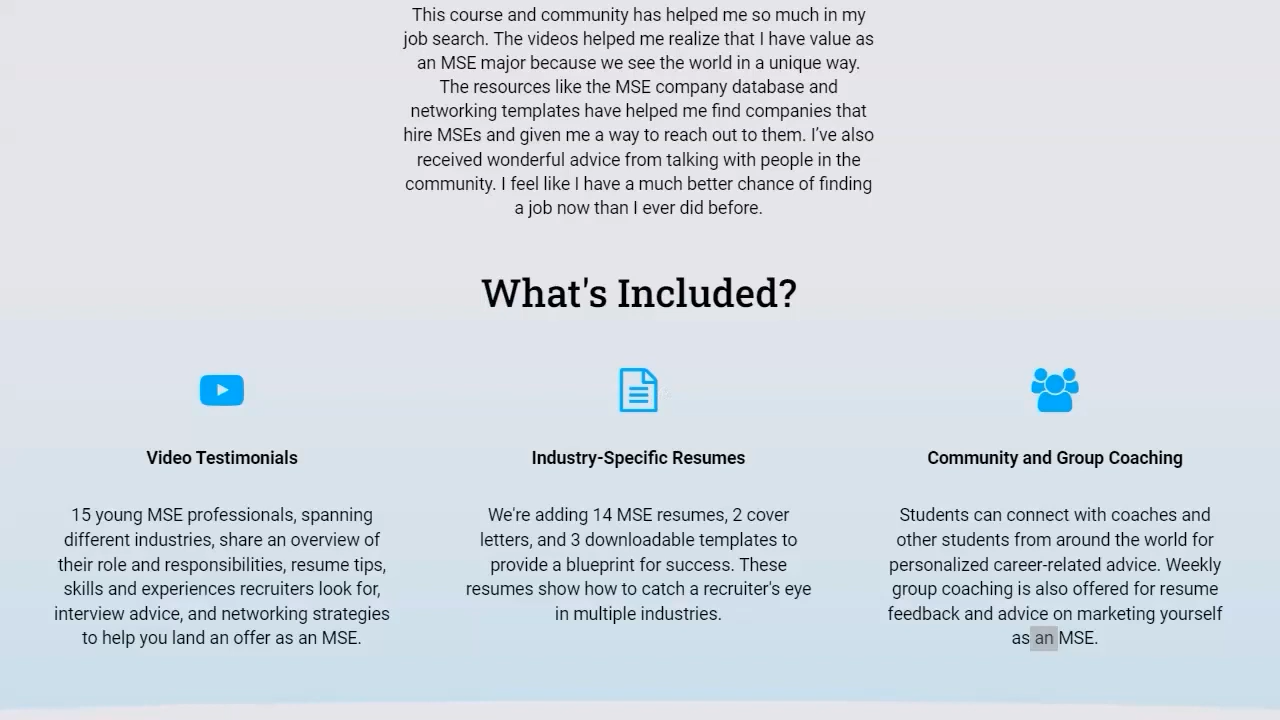 This course and community has helped me so much in my
job search. The videos helped me realize that I have value as
an MSE major because we see the world in a unique way.
The resources like the MSE company database and
networking templates have helped me find companies that
hire MSEs and given me a way to reach out to them. I’ve also
received wonderful advice from talking with people in the
community. I feel like I have a much better chance of finding
a job now than I ever did before.
What's Included?
Video Testimonials
15 young MSE professionals, spanning
different industries, share an overview of
their role and responsibilities, resume tips,
skills and experiences recruiters look for,
interview advice, and networking strategies
to help you land an offer as an MSE.
Industry-Specific Resumes
We're adding 14 MSE resumes, 2 cover
letters, and 3 downloadable templates to
provide a blueprint for success. These
resumes show how to catch a recruiter's eye
in multiple industries.
Community and Group Coaching
Students can connect with coaches and
other students from around the world for
personalized career-related advice. Weekly
group coaching is also offered for resume
feedback and advice on marketing yourself
as an MSE.